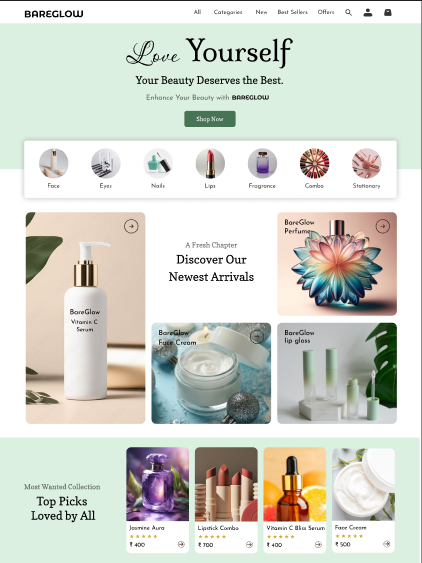 BAREGLOW
All Categories New Best Sellers Offers
Love Yourself
Your Beauty Deserves the Best.
Enhance Your Beauty with BAREGLOW
Shop Now
Face Eyes Nails Lips Fragrance Combo Stationary
BareGlow
Vitamin C
Serum
A Fresh Chapter
Discover Our
Newest Arrivals
BareGlow
Perfume
BareGlow
Face Cream
BareGlow
lip gloss
Most Wanted Collection
Top Picks
Loved by All
Jasmine Aura
₹ 400
Lipstick Combo
₹ 700
Vitamin C Bliss Serum
₹ 400
Face Cream
₹ 500